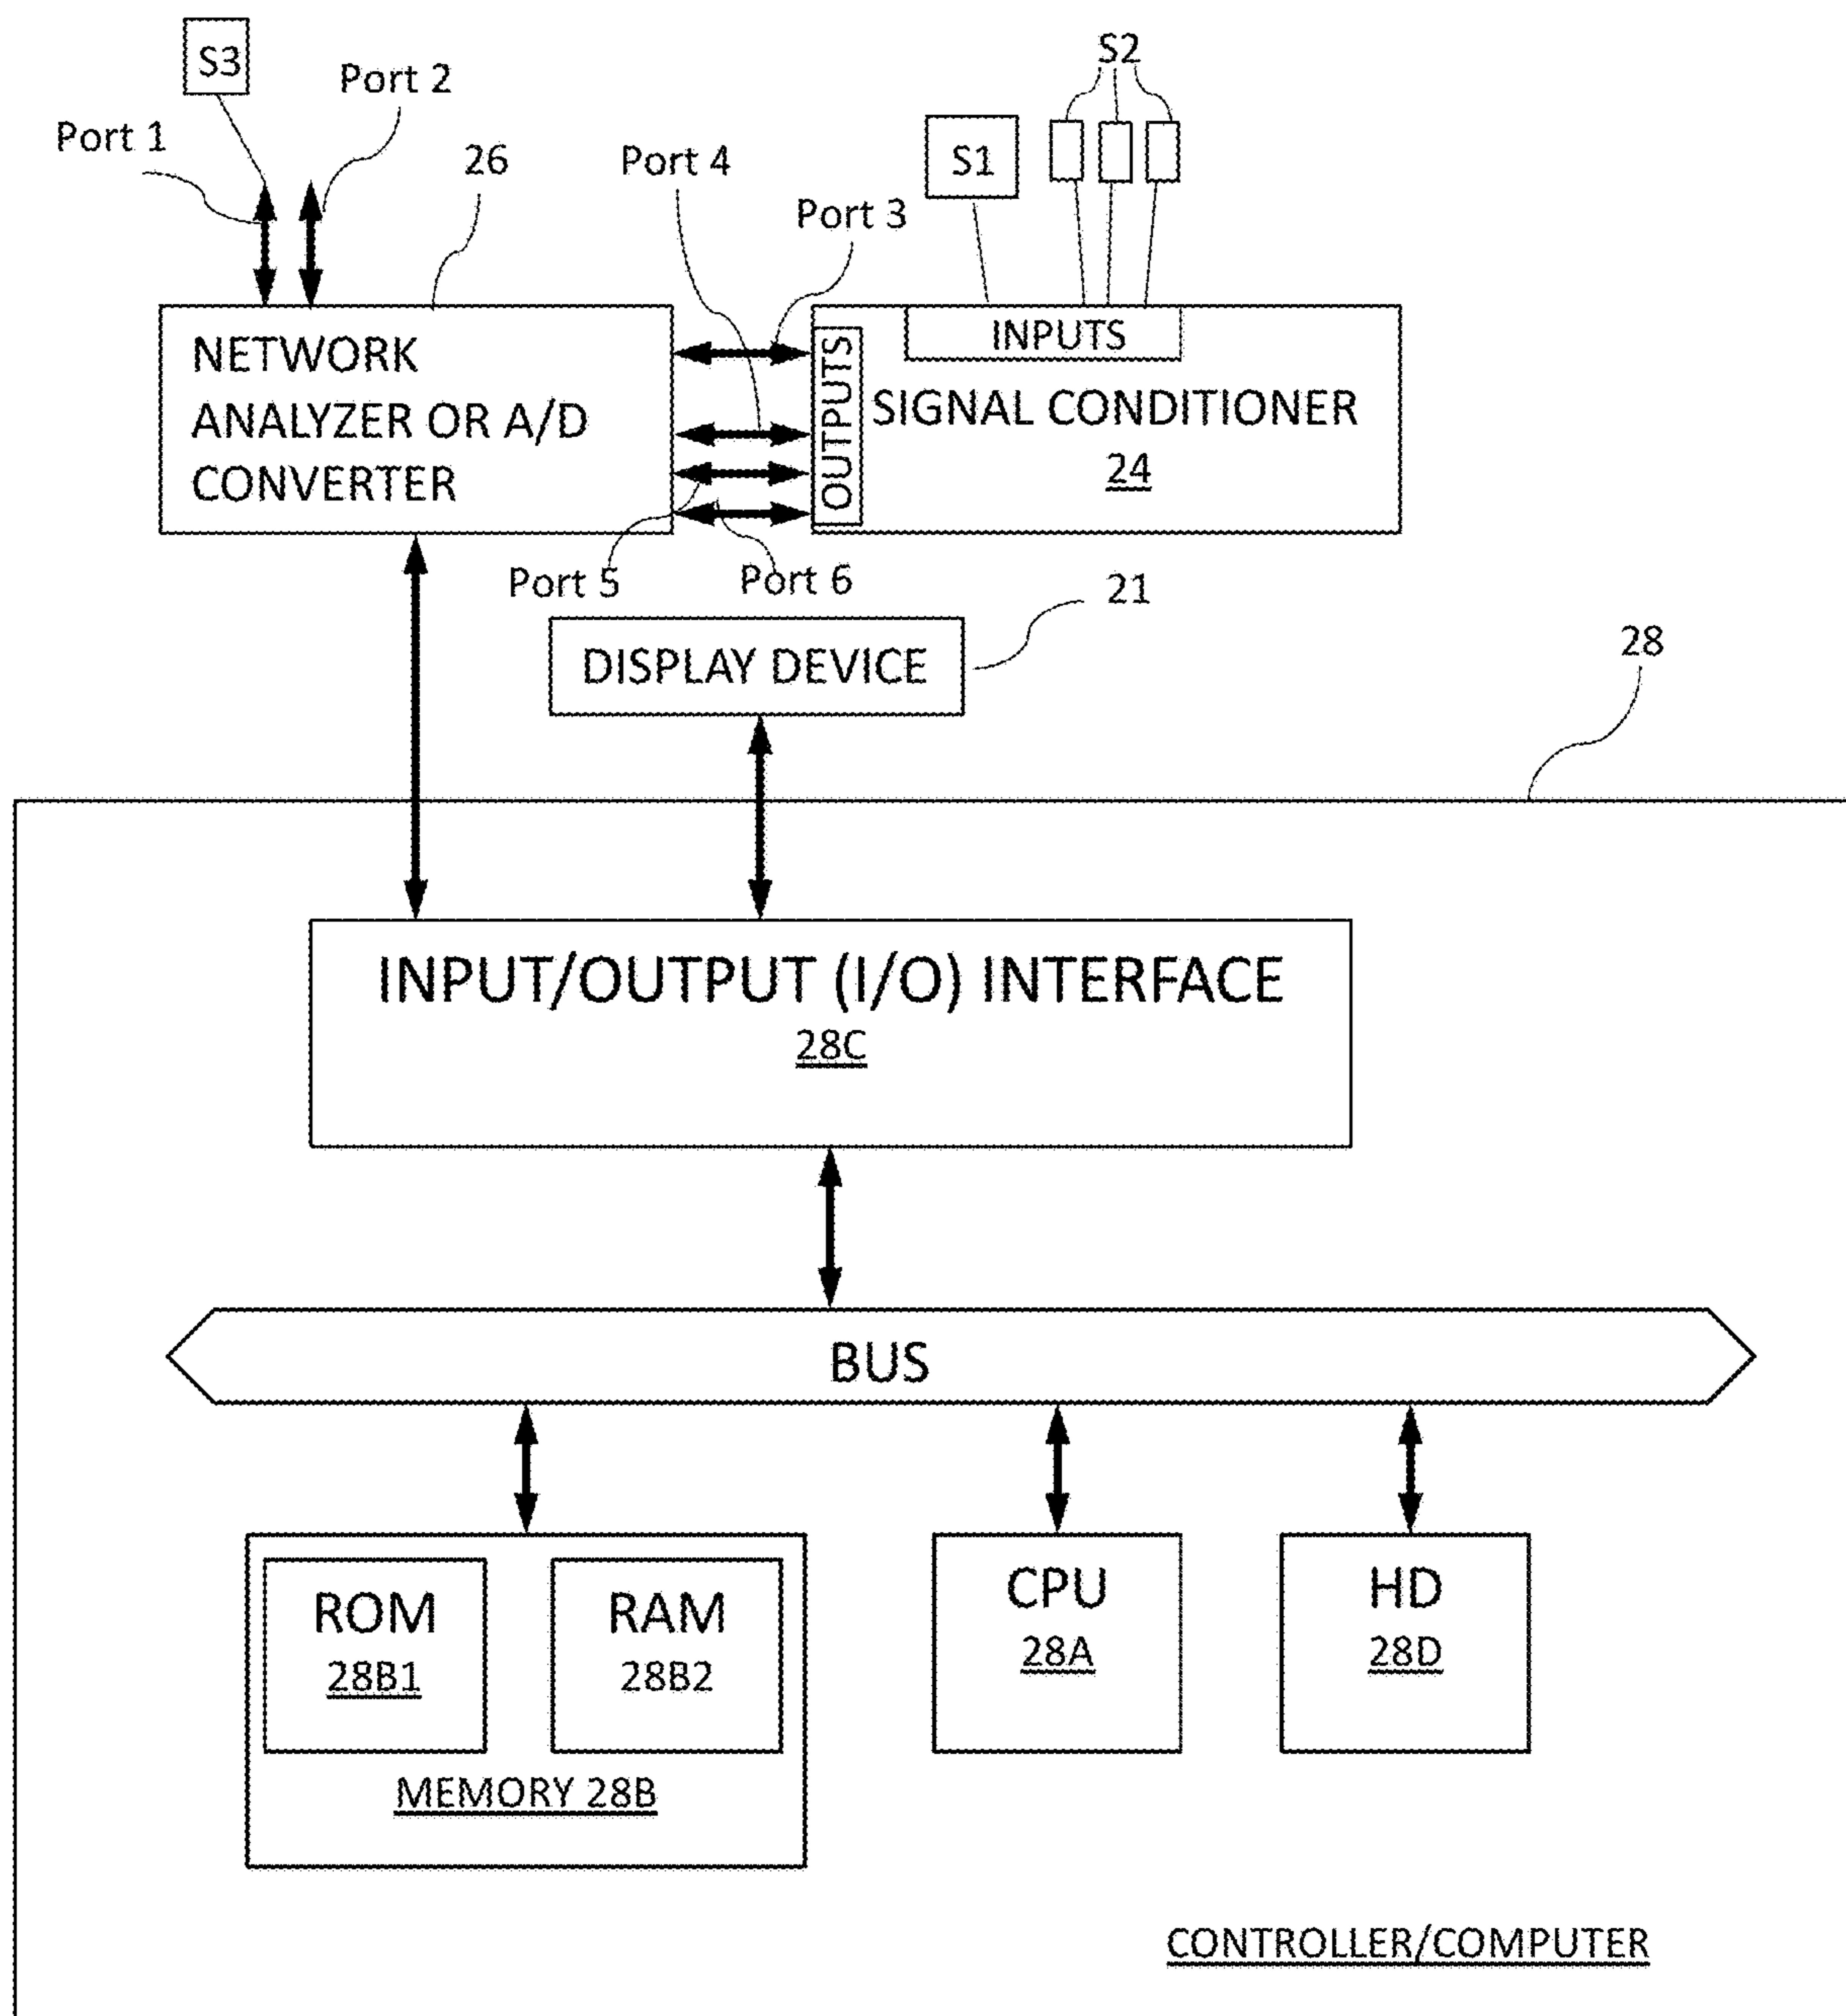 S3
S2
Port 2
Port 1
26
Port 4
S1
Port 3
INPUTS
NETWORK
ANALYZER OR A/D
CONVERTER
OUTPUTS
SIGNAL CONDITIONER
24
Port 5
Port 6
21
DISPLAY DEVICE
28
INPUT/OUTPUT (I/O) INTERFACE
28C
BUS
ROM
28B1
RAM
28B2
MEMORY 28B
CPU
28A
HD
28D
CONTROLLER/COMPUTER